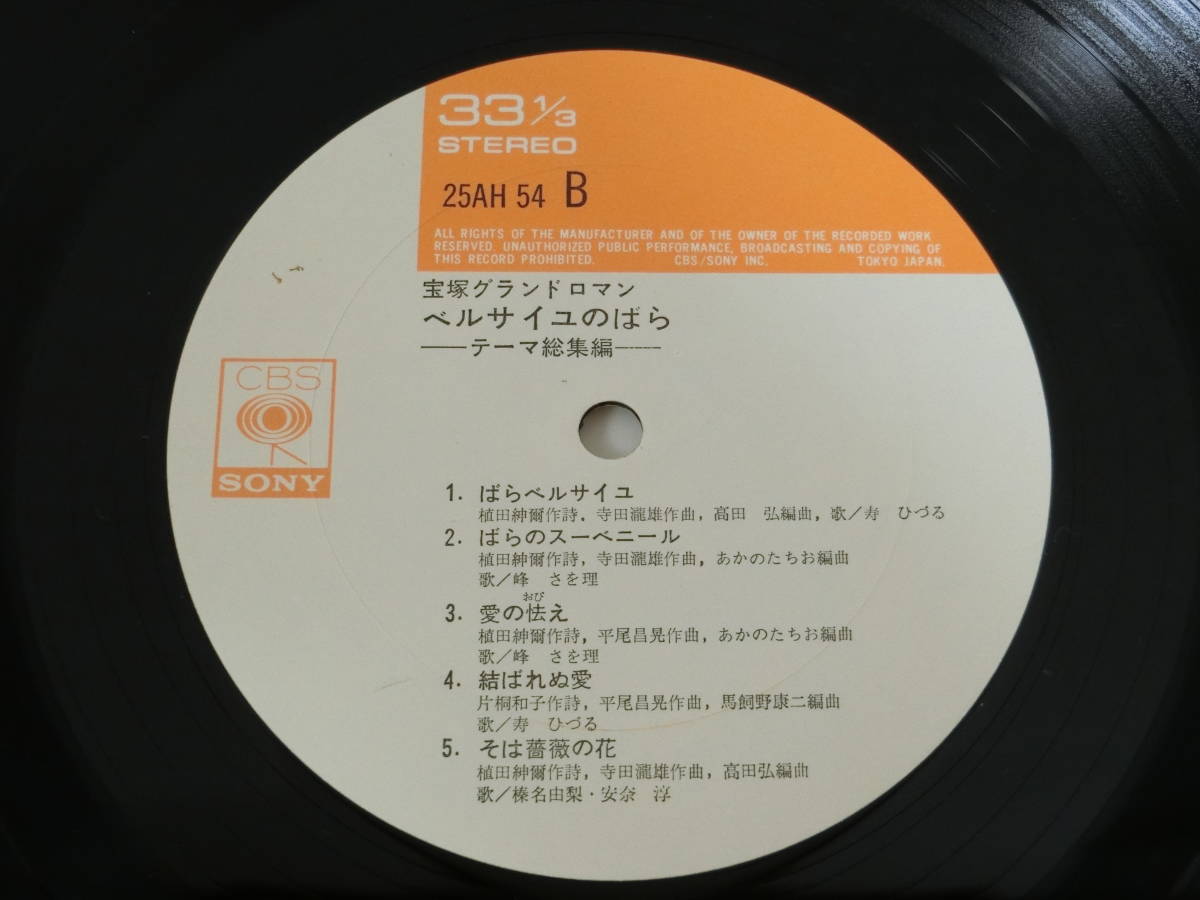 33 1/3
STEREO
25AH 54 B
ALL RIGHTS OF THE MANUFACTURER AND OF THE OWNER OF THE RECORDED WORK
RESERVED. UNAUTHORIZED PUBLIC PERFORMANCE, BROADCASTING AND COPYING OF
THIS RECORD PROHIBITED. CBS/SONY INC. TOKYO JAPAN.
宝塚グランドロマン
ベルサイユのばら
——テーマ総集編——
CBS
SONY
1. ばらベルサイユ
植田紳爾作詩，寺田瀧雄作曲，高田 弘編曲，歌／寿 ひづる
2. ばらのスーベニール
植田紳爾作詩，寺田瀧雄作曲，あかのたちお編曲
歌／峰 さを理
おび
3. 愛の怯え
植田紳爾作詩，平尾昌晃作曲，あかのたちお編曲
歌／峰 さを理
4. 結ばれぬ愛
片桐和子作詩，平尾昌晃作曲，馬飼野康二編曲
歌／寿 ひづる
5. そは薔薇の花
植田紳爾作詩，寺田瀧雄作曲，高田弘編曲
歌／榛名由梨・安奈 淳